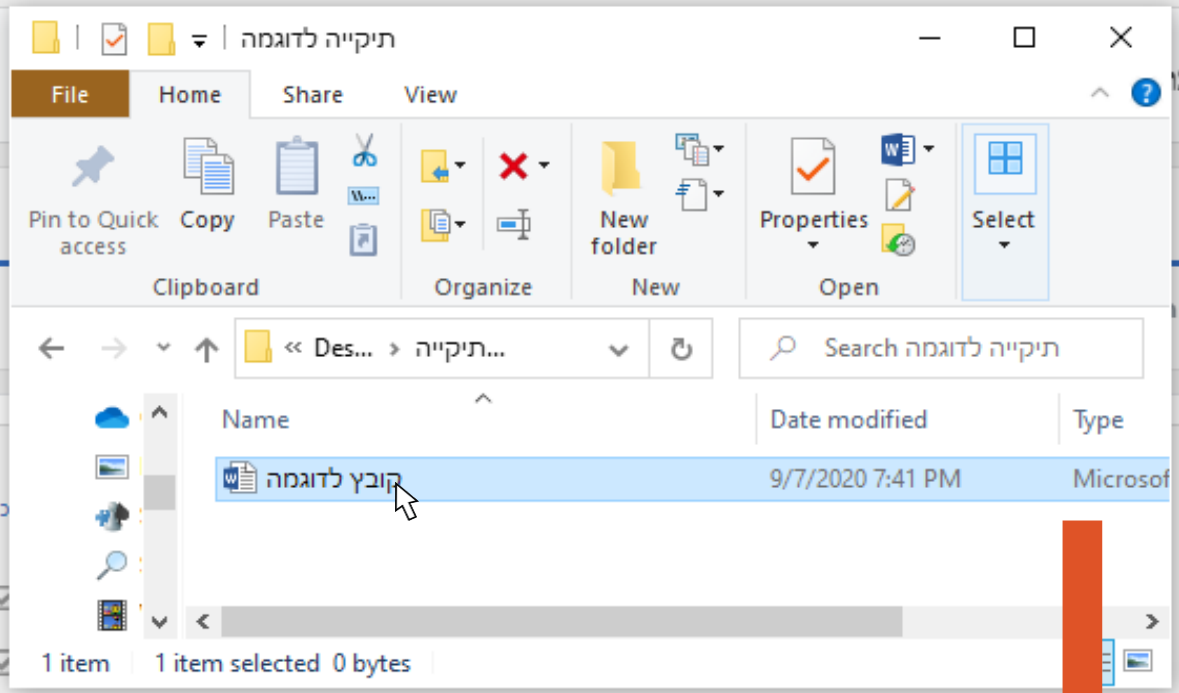 תיקייה לדוגמה
File Home Share View
Pin to Quick access
Copy
Paste
New folder
Properties
Select
Clipboard Organize New Open
« Des... › תיקייה...
Search תיקייה לדוגמה
Name Date modified Type
קובץ לדוגמה 9/7/2020 7:41 PM Microsof
1 item 1 item selected 0 bytes